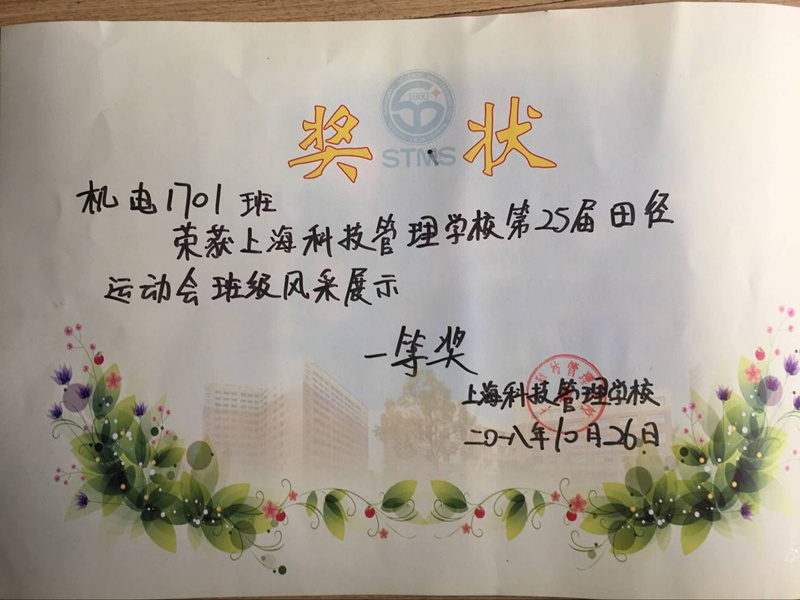 1960
STMS
奖 状
机电1701班
荣获上海科技管理学校第25届田径
运动会班级风采展示
一等奖
上海科技管理学校
二0一八年10月26日